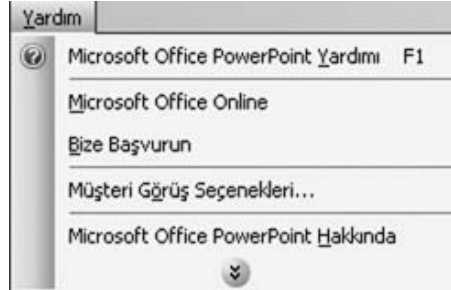 Yardım
Microsoft Office PowerPoint Yardımı F1
Microsoft Office Online
Bize Başvurun
Müşteri Görüş Seçenekleri...
Microsoft Office PowerPoint Hakkında